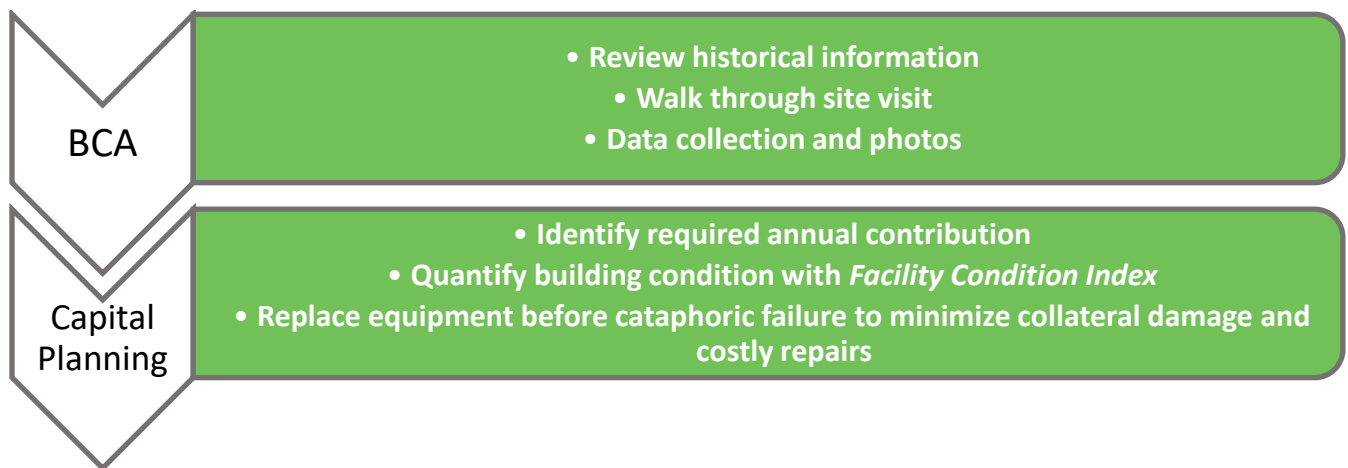 BCA
• Review historical information
• Walk through site visit
• Data collection and photos
Capital
Planning
• Identify required annual contribution
• Quantify building condition with Facility Condition Index
• Replace equipment before cataphoric failure to minimize collateral damage and
costly repairs